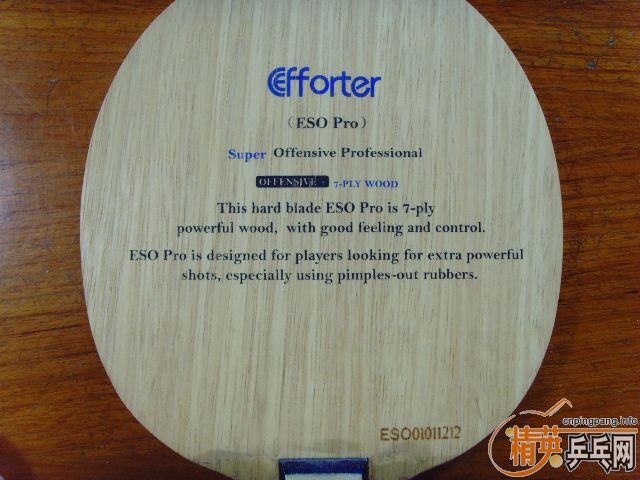 Efforter
(ESO Pro)
Super Offensive Professional
OFFENSIVE + 7-PLY WOOD
This hard blade ESO Pro is 7-ply
powerful wood, with good feeling and control.
ESO Pro is designed for players looking for extra powerful
shots, especially using pimples-out rubbers.
ESO01011212
cnpingpang.info
精英乒乓网